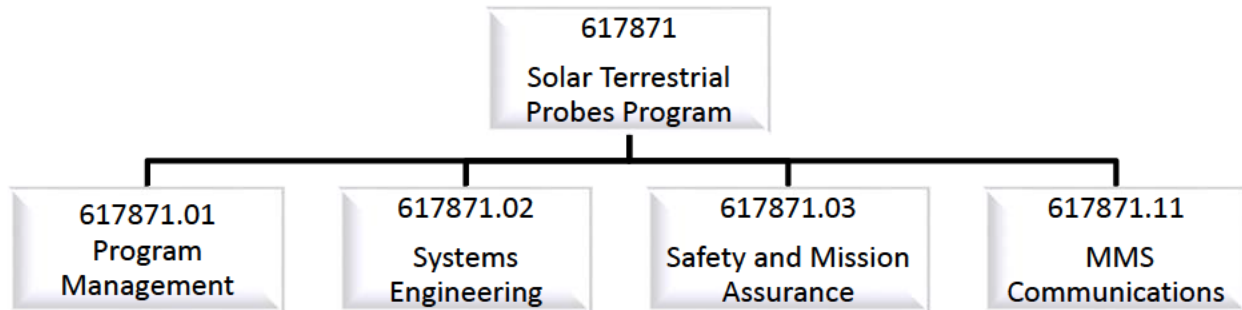 617871
Solar Terrestrial
Probes Program
617871.01
Program
Management
617871.02
Systems
Engineering
617871.03
Safety and Mission
Assurance
617871.11
MMS
Communications